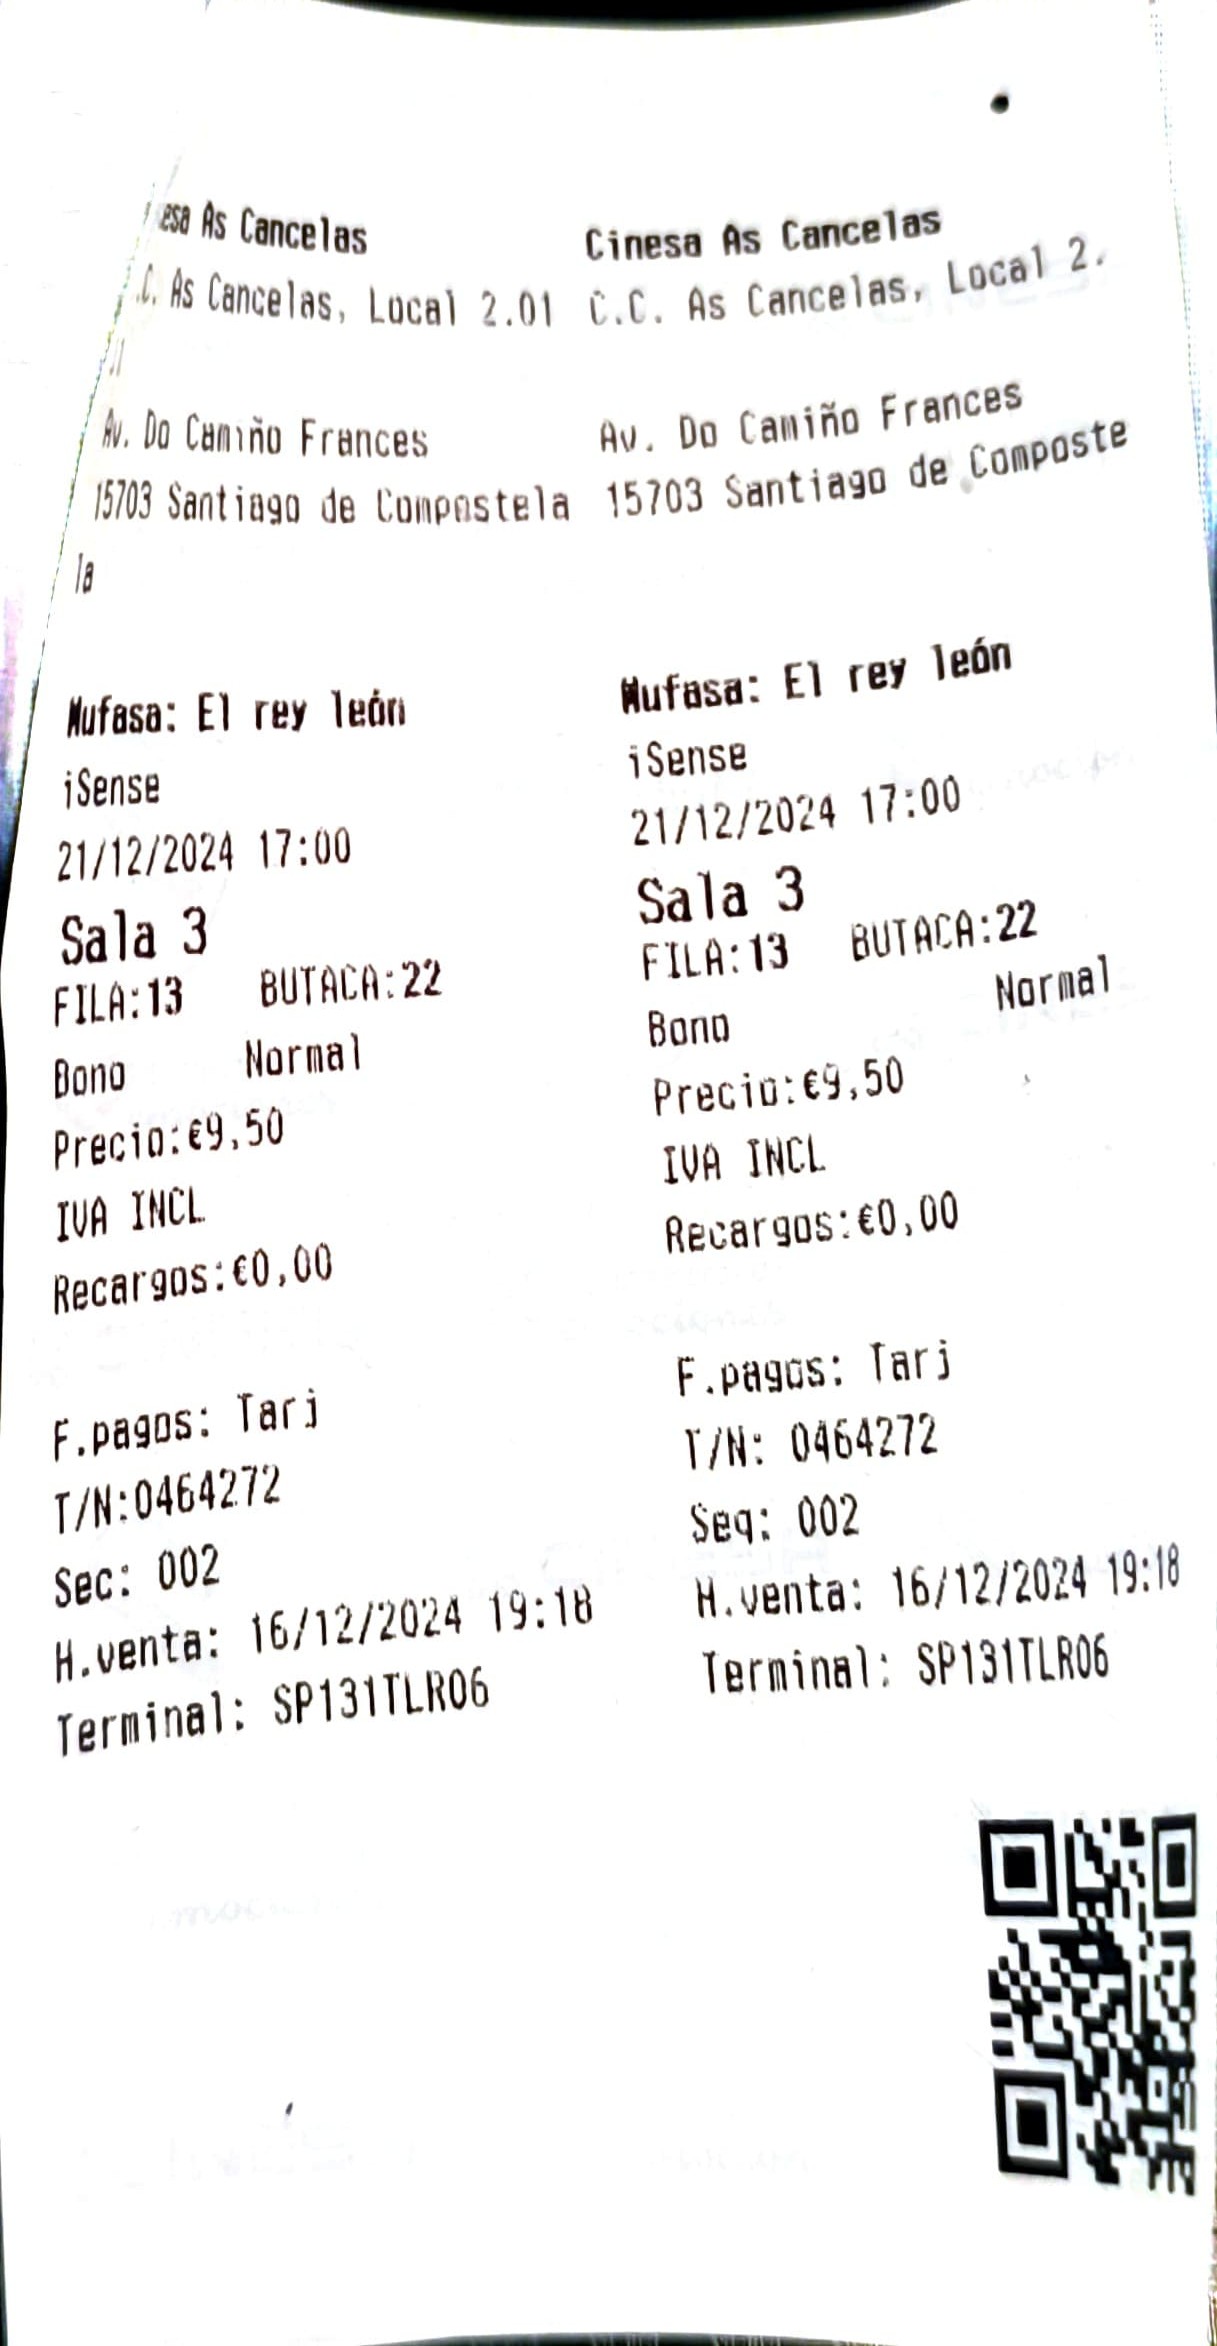 esa As Cancelas
.C. As Cancelas, Local 2.01
Av. Do Camiño Frances
15703 Santiago de Compostela
la
Mufasa: El rey león
iSense
21/12/2024 17:00
Sala 3
FILA:13 BUTACA:22
Bono Normal
Precio:€9,50
IVA INCL
Recargos:€0,00
F.pagos: Tarj
T/N:0464272
Sec: 002
H.venta: 16/12/2024 19:18
Terminal: SP131TLR06
Cinesa As Cancelas
C.C. As Cancelas, Local 2.
Av. Do Camiño Frances
15703 Santiago de Composte
Mufasa: El rey león
iSense
21/12/2024 17:00
Sala 3
FILA:13 BUTACA:22
Bono Normal
Precio:€9,50
IVA INCL
Recargos:€0,00
F.pagos: Tarj
T/N: 0464272
Seq: 002
H.venta: 16/12/2024 19:18
Terminal: SP131TLR06